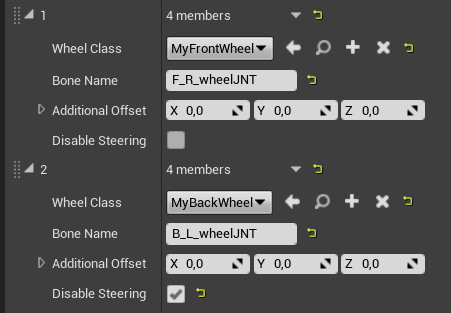 1 4 members
Wheel Class MyFrontWheel
Bone Name F_R_wheelJNT
Additional Offset X 0,0 Y 0,0 Z 0,0
Disable Steering
2 4 members
Wheel Class MyBackWheel
Bone Name B_L_wheelJNT
Additional Offset X 0,0 Y 0,0 Z 0,0
Disable Steering